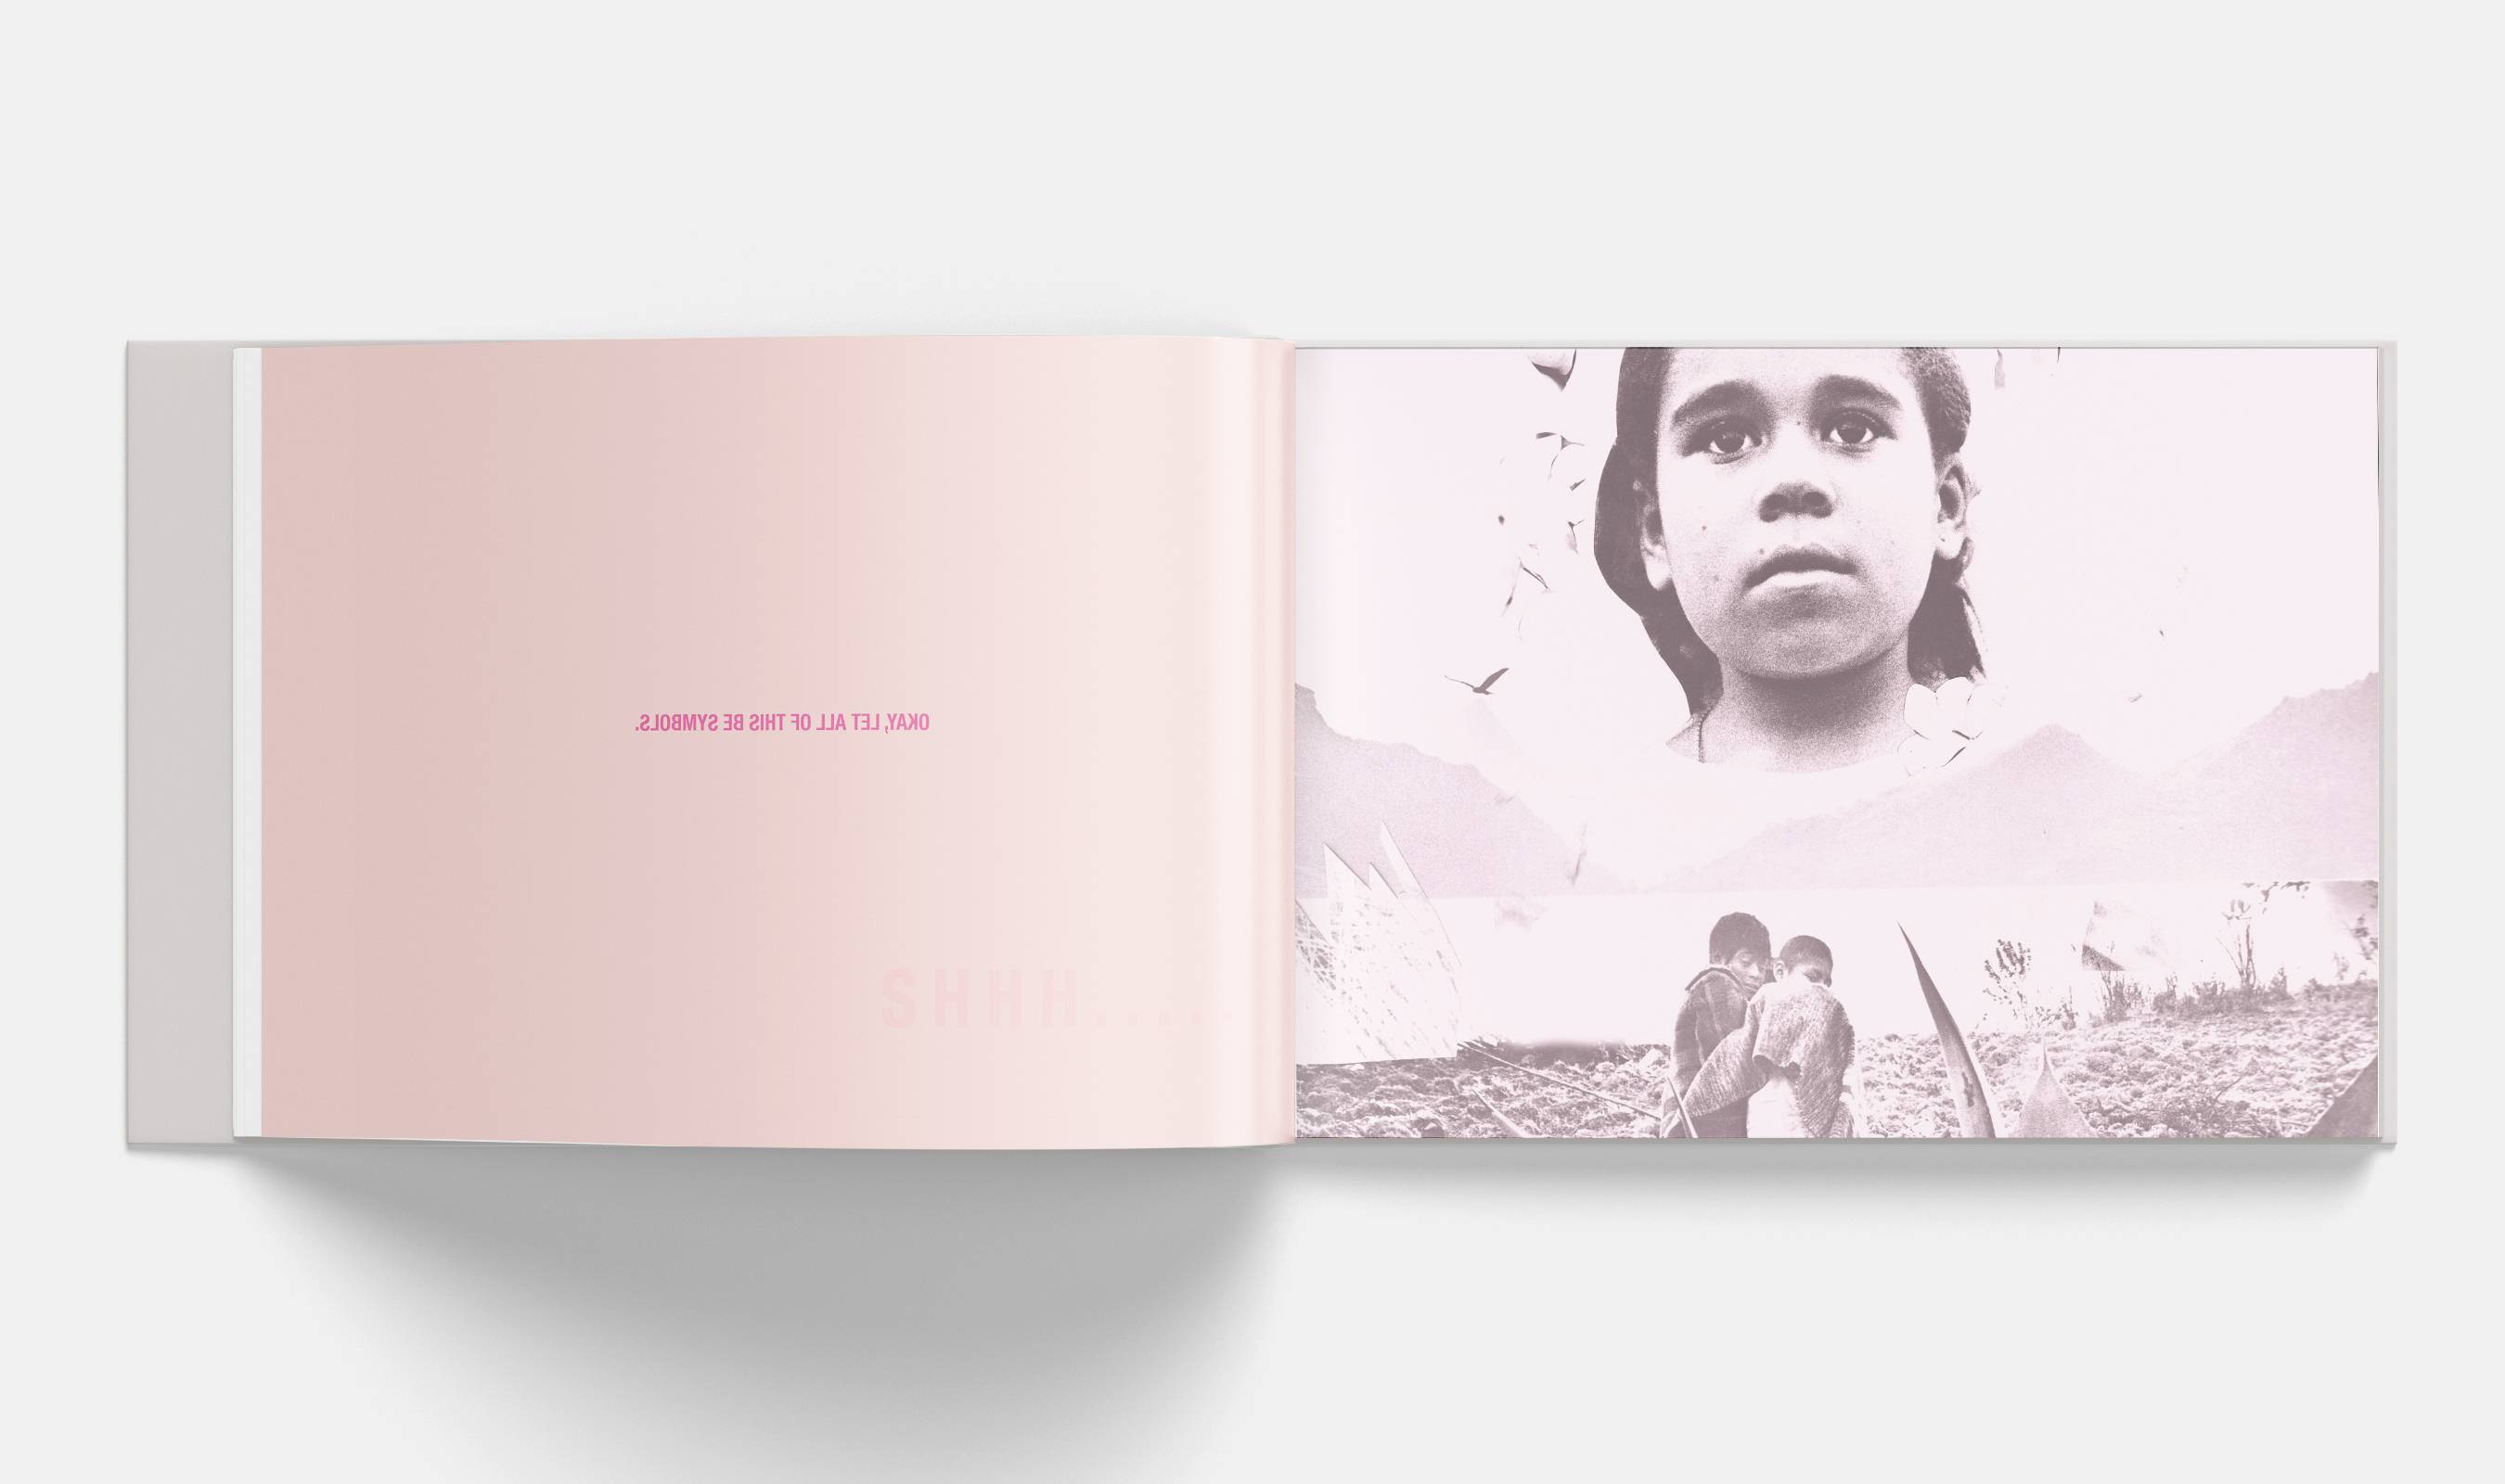 OKAY, LET ALL OF THIS BE SYMBOLS.
SHHH.....